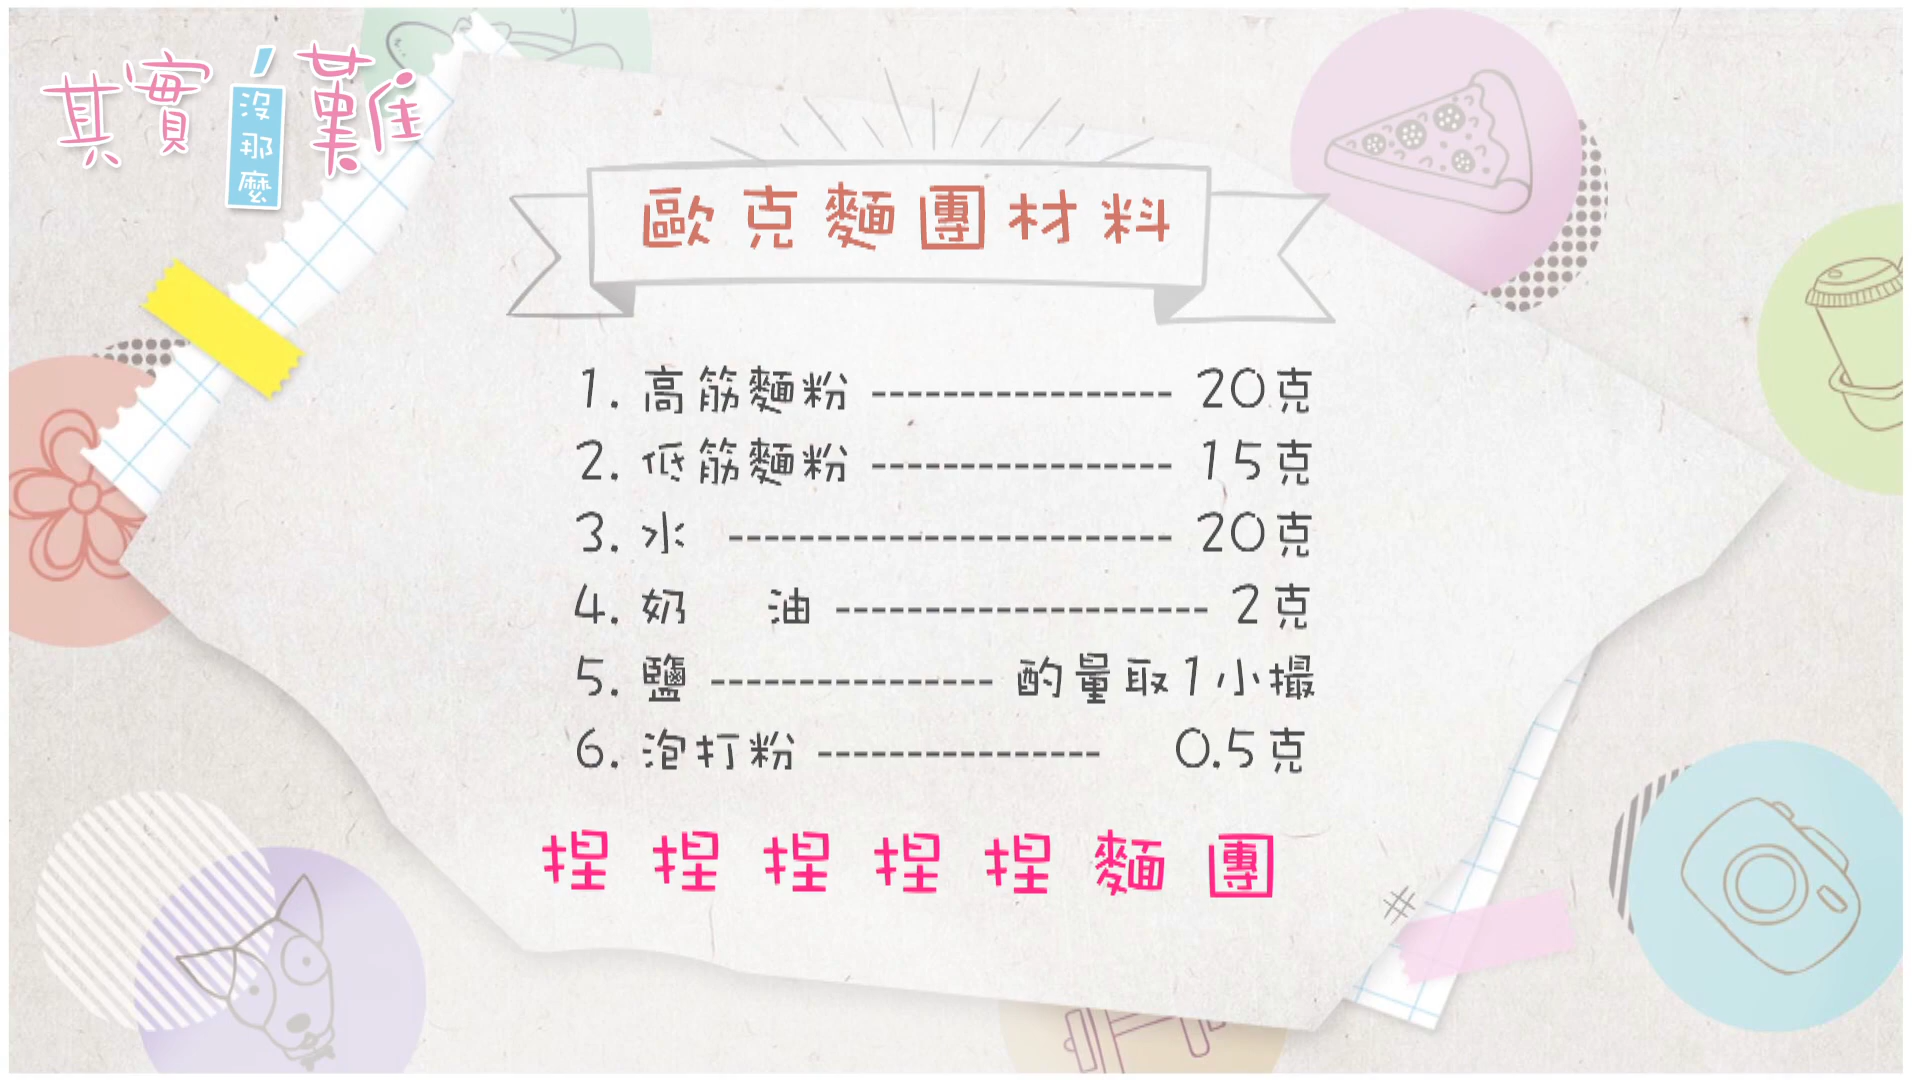 其實沒那麼難
歐克麵團材料
1. 高筋麵粉 ----------------- 20克
2. 低筋麵粉 ----------------- 15克
3. 水 ------------------------- 20克
4. 奶 油 --------------------- 2克
5. 鹽 ---------------- 酌量取1小撮
6. 泡打粉 ---------------- 0.5克
捏捏捏捏捏麵團